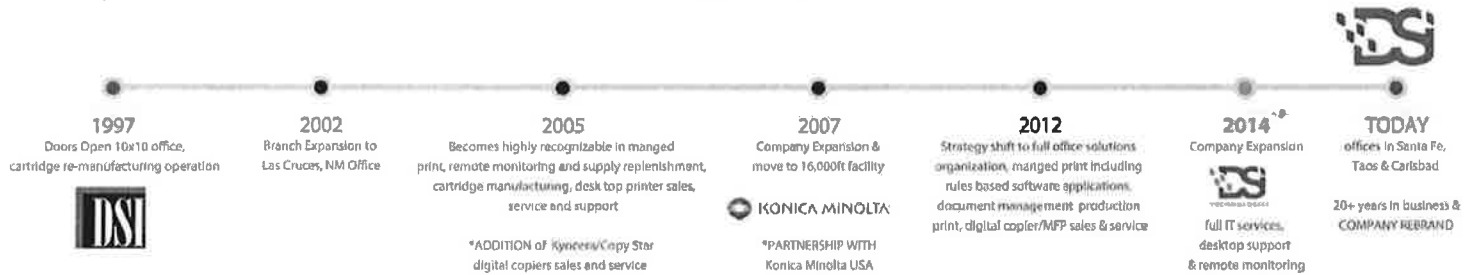 DSi
1997
Doors Open 10x10 office,
cartridge re-manufacturing operation
DSI
2002
Branch Expansion to
Las Cruces, NM Office
2005
Becomes highly recognizable in manged
print, remote monitoring and supply replenishment,
cartridge manufacturing, desk top printer sales,
service and support
*ADDITION of Kyocera/Copy Star
digital copiers sales and service
2007
Company Expansion &
move to 16,000ft facility
KONICA MINOLTA
*PARTNERSHIP WITH
Konica Minolta USA
2012
Strategy shift to full office solutions
organization, manged print including
rules based software applications,
document management production
print, digital copier/MFP sales & service
2014
Company Expansion
DSi
full IT services,
desktop support
& remote monitoring
TODAY
offices in Santa Fe,
Taos & Carlsbad
20+ years in business &
COMPANY REBRAND